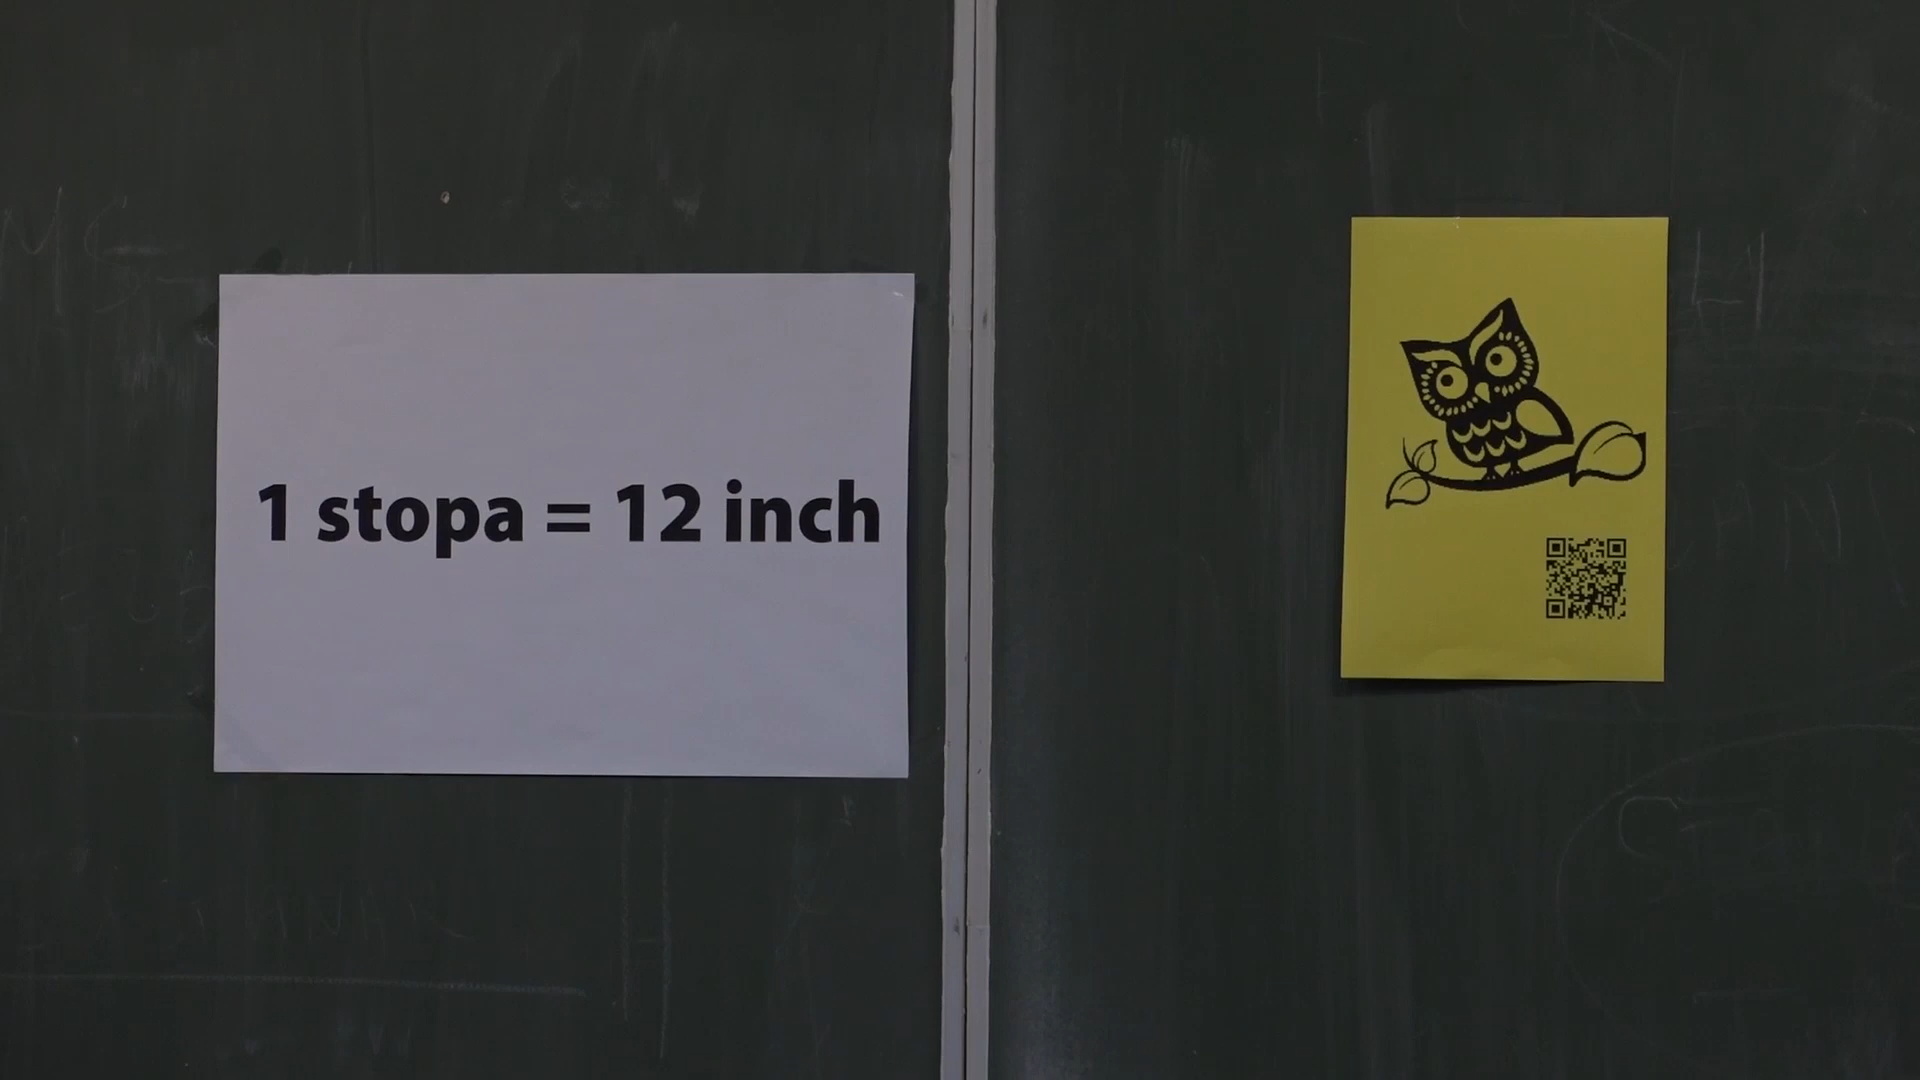 1 stopa = 12 inch